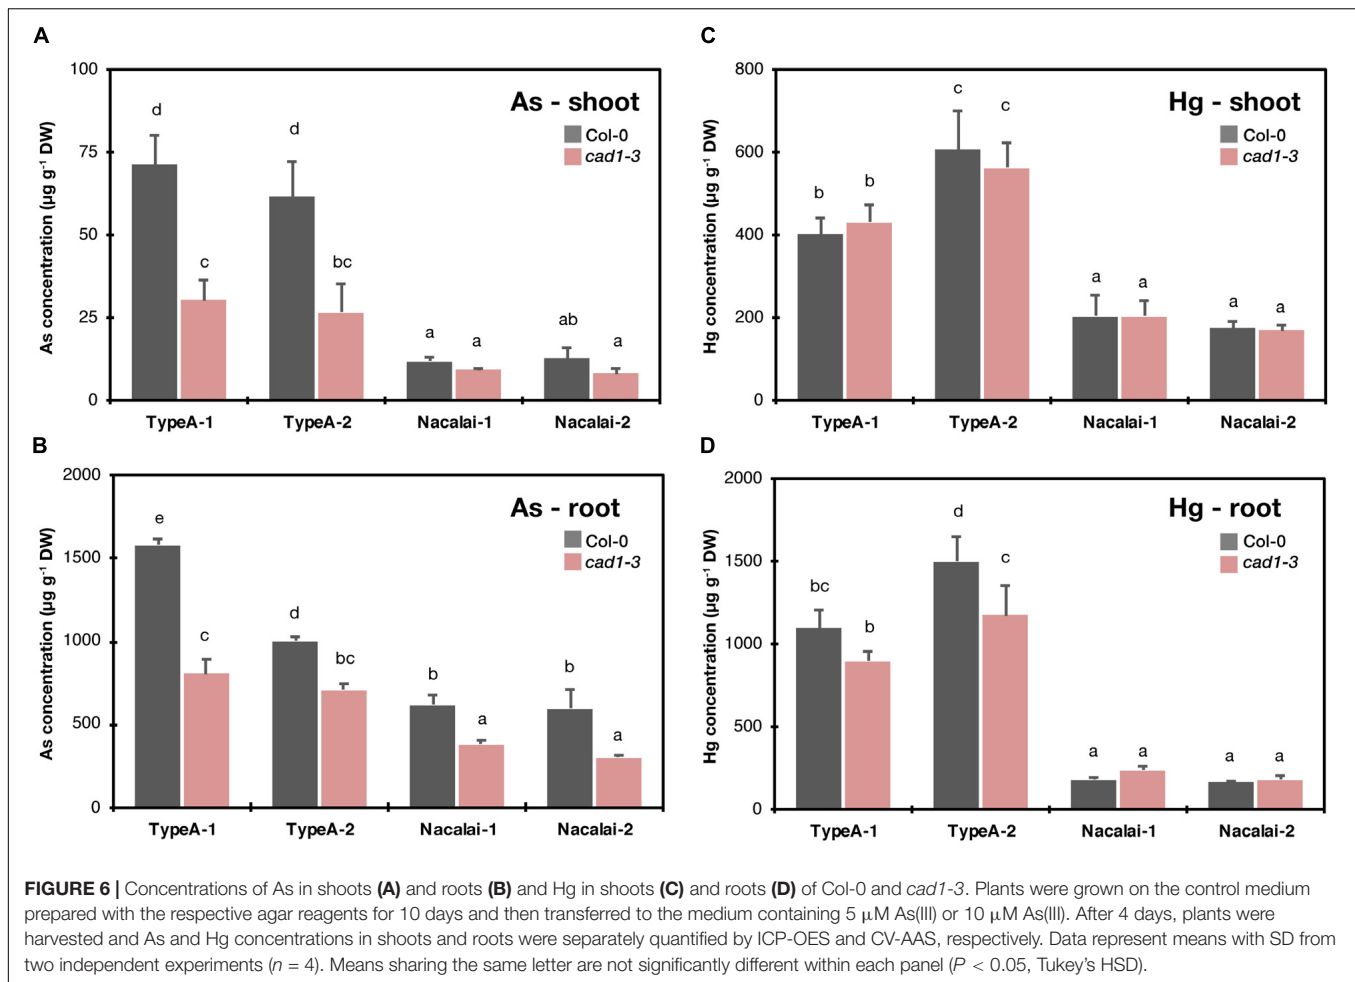 A
As concentration (µg g⁻¹ DW)
100
75
50
25
0
As - shoot
Col-0
cad1-3
d
c
d
bc
a
a
ab
a
TypeA-1
TypeA-2
Nacalai-1
Nacalai-2
C
Hg concentration (µg g⁻¹ DW)
800
600
400
200
0
Hg - shoot
Col-0
cad1-3
b
b
c
c
a
a
a
a
TypeA-1
TypeA-2
Nacalai-1
Nacalai-2
B
As concentration (µg g⁻¹ DW)
2000
1500
1000
500
0
As - root
Col-0
cad1-3
e
c
d
bc
b
a
b
a
TypeA-1
TypeA-2
Nacalai-1
Nacalai-2
D
Hg concentration (µg g⁻¹ DW)
2000
1500
1000
500
0
Hg - root
Col-0
cad1-3
bc
b
d
c
a
a
a
a
TypeA-1
TypeA-2
Nacalai-1
Nacalai-2
FIGURE 6 | Concentrations of As in shoots (A) and roots (B) and Hg in shoots (C) and roots (D) of Col-0 and cad1-3. Plants were grown on the control medium
prepared with the respective agar reagents for 10 days and then transferred to the medium containing 5 μM As(III) or 10 μM As(III). After 4 days, plants were
harvested and As and Hg concentrations in shoots and roots were separately quantified by ICP-OES and CV-AAS, respectively. Data represent means with SD from
two independent experiments (n = 4). Means sharing the same letter are not significantly different within each panel (P < 0.05, Tukey's HSD).